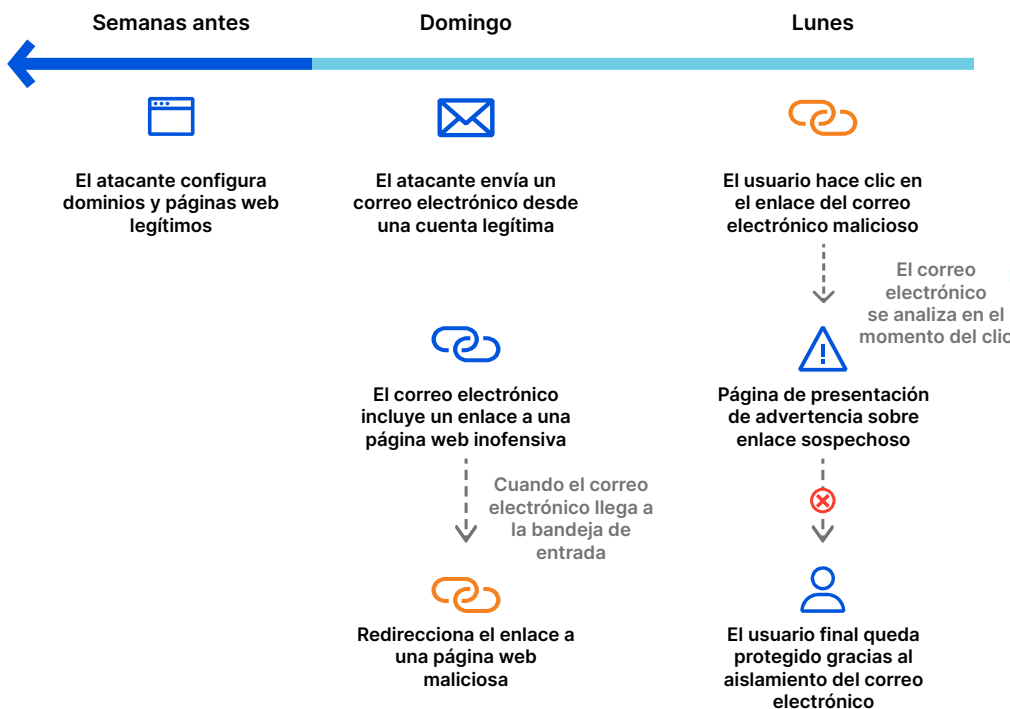 Semanas antes
Domingo
Lunes
El atacante configura
dominios y páginas web
legítimos
El atacante envía un
correo electrónico desde
una cuenta legítima
El correo electrónico
incluye un enlace a una
página web inofensiva
Cuando el correo
electrónico llega a
la bandeja de
entrada
Redirecciona el enlace a
una página web
maliciosa
El usuario hace clic en
el enlace del correo
electrónico malicioso
El correo
electrónico
se analiza en el
momento del clic
Página de presentación
de advertencia sobre
enlace sospechoso
El usuario final queda
protegido gracias al
aislamiento del correo
electrónico